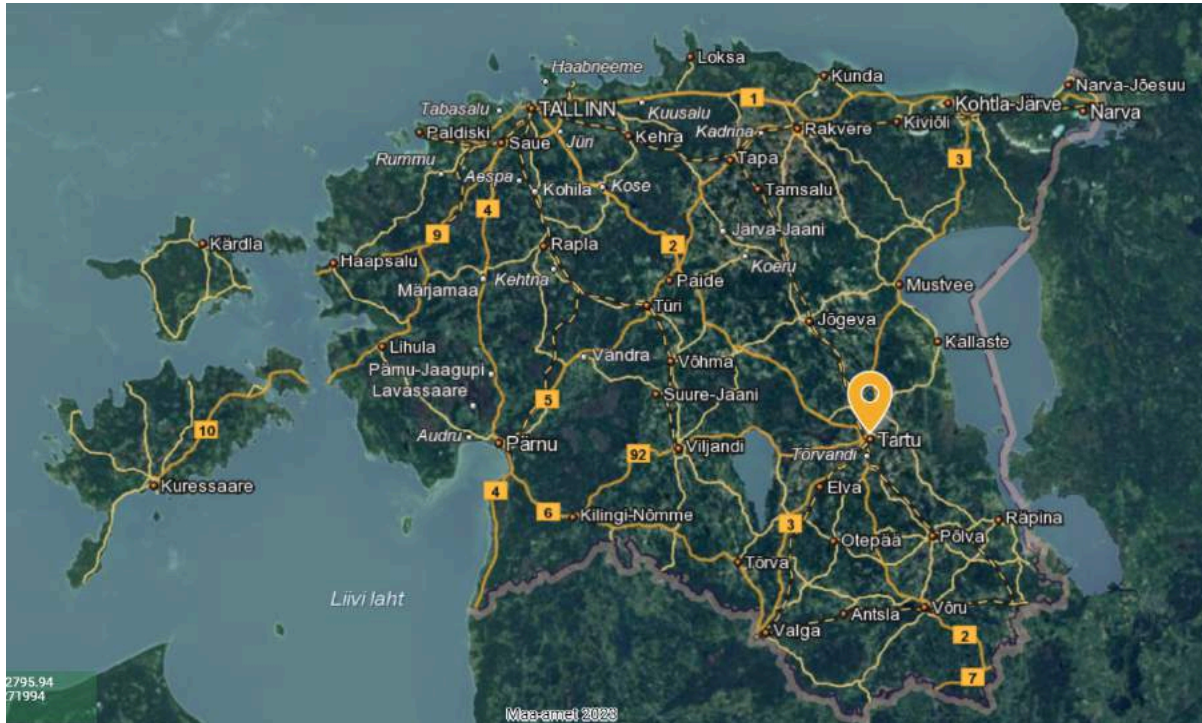 Loksa
Haabneeme
Kunda
Narva-Jõesuu
Tabasalu
TALLINN
Kuusalu
1
Kohtla-Järve
Narva
Paldiski
Saue
Jüri
Kehra
Kadrina
Rakvere
Kiviõli
Rummu
Aespa
Tapa
3
Kohila
Kose
Tamsalu
4
9
Kärdla
Rapla
2
Järva-Jaani
Haapsalu
Märjamaa
Kehtna
Koeru
Paide
Mustvee
Türi
Jõgeva
Lihula
Vändra
Võhma
Kallaste
Pärnu-Jaagupi
Lavassaare
5
Suure-Jaani
10
Audru
Pärnu
92
Viljandi
Tartu
Tõrvandi
Kuressaare
4
6
Kilingi-Nõmme
Elva
3
Räpina
Otepää
Põlva
Tõrva
Liivi laht
Antsla
Võru
Valga
2
7
2795.94
271994
Maa-amet 2023